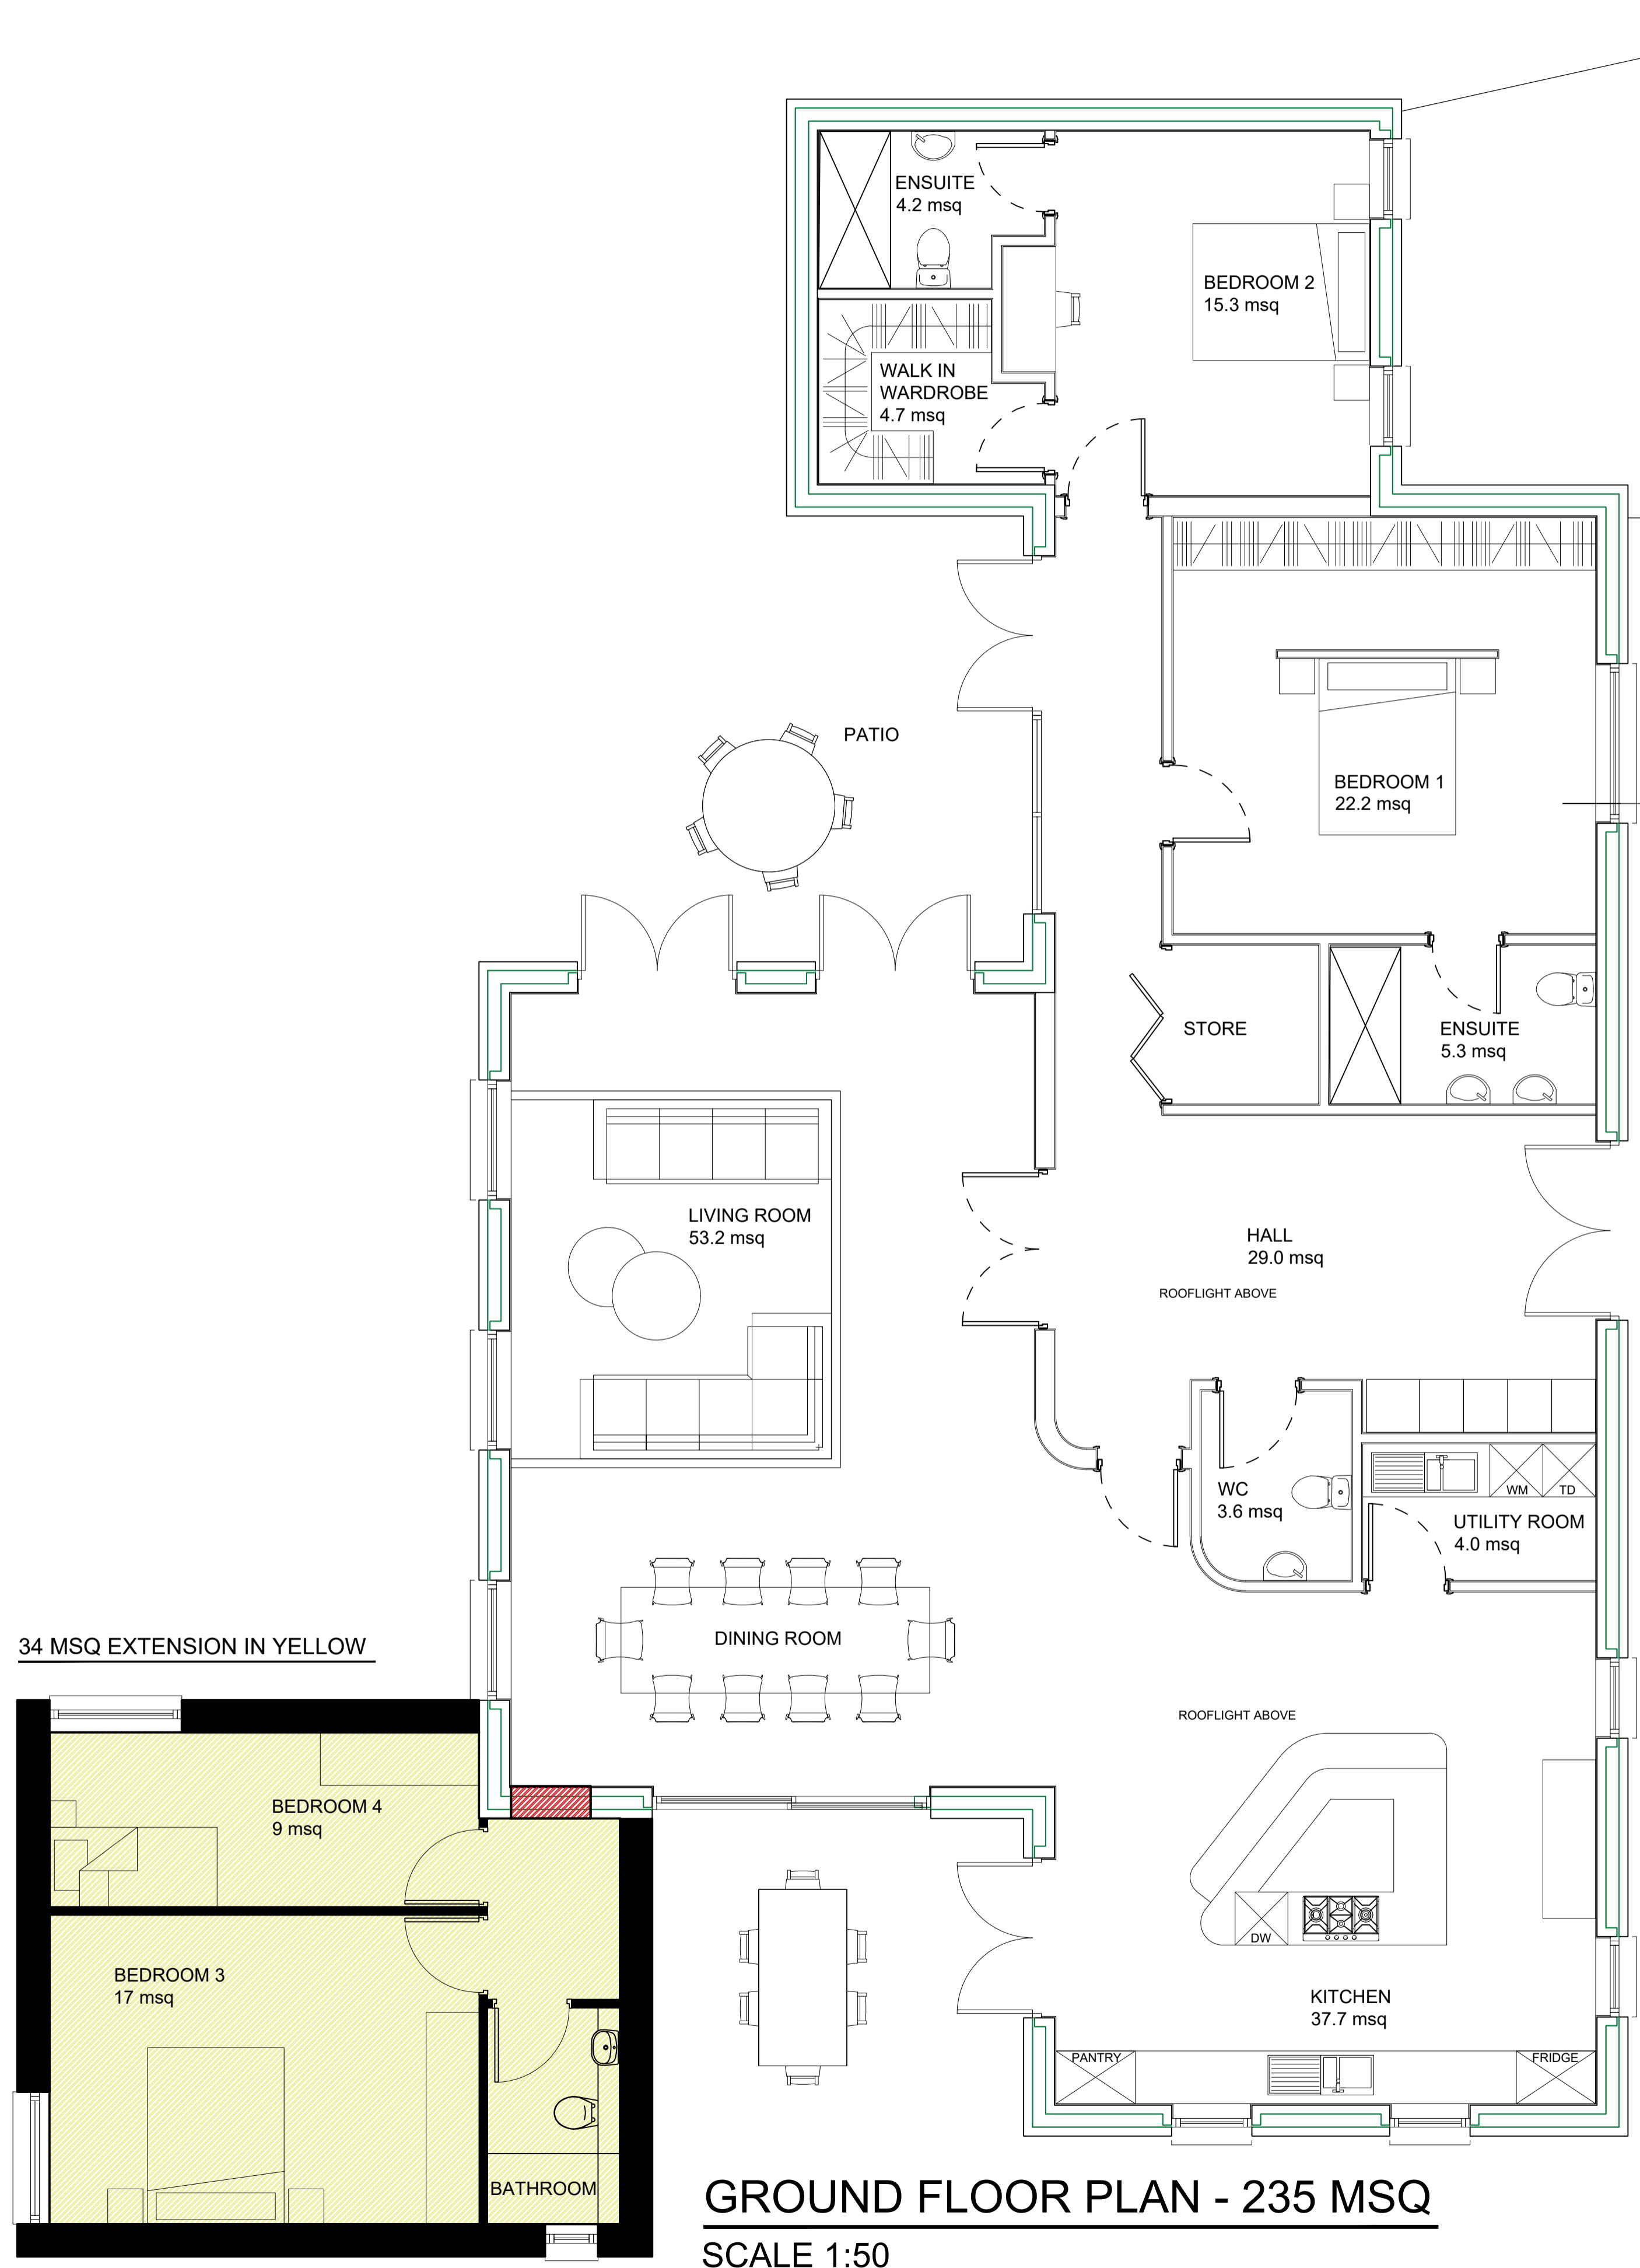 ENSUITE
4.2 msq
BEDROOM 2
15.3 msq
WALK IN
WARDROBE
4.7 msq
PATIO
BEDROOM 1
22.2 msq
STORE
ENSUITE
5.3 msq
LIVING ROOM
53.2 msq
HALL
29.0 msq
ROOFLIGHT ABOVE
WC
3.6 msq
WM
TD
UTILITY ROOM
4.0 msq
DINING ROOM
34 MSQ EXTENSION IN YELLOW
ROOFLIGHT ABOVE
BEDROOM 4
9 msq
DW
BEDROOM 3
17 msq
KITCHEN
37.7 msq
PANTRY
FRIDGE
BATHROOM
GROUND FLOOR PLAN - 235 MSQ
SCALE 1:50